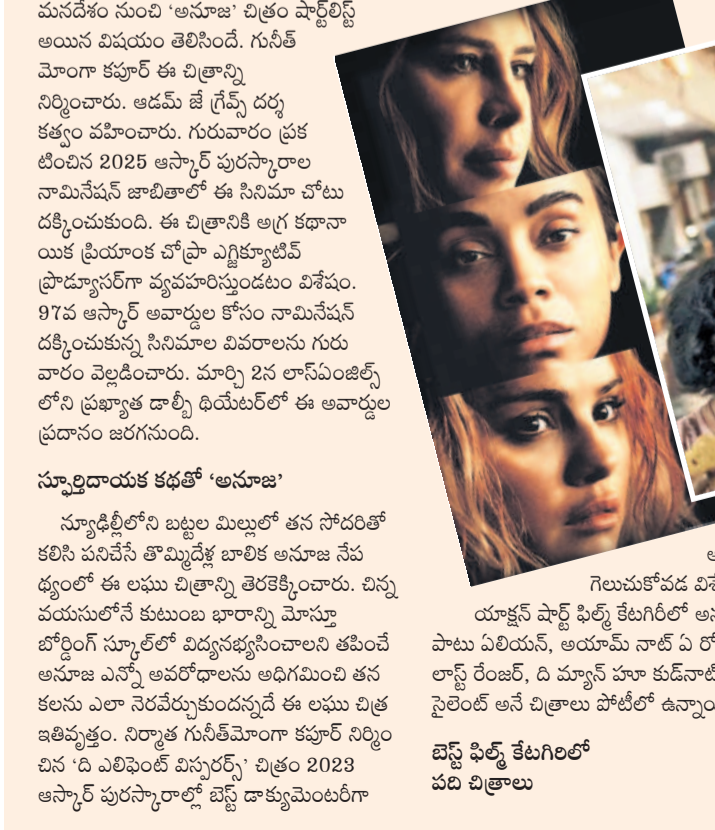 మనదేశం నుంచి ‘అనూజ’ చిత్రం షార్ట్‌లిస్ట్
అయిన విషయం తెలిసిందే. గునీత్
మోంగా కపూర్ ఈ చిత్రాన్ని
నిర్మించారు. ఆడమ్ జే గ్రేవ్స్ దర్శ
కత్వం వహించారు. గురువారం ప్రక
టించిన 2025 ఆస్కార్ పురస్కారాల
నామినేషన్ జాబితాలో ఈ సినిమా చోటు
దక్కించుకుంది. ఈ చిత్రానికి అగ్ర కథానా
యిక ప్రియాంక చోప్రా ఎగ్జిక్యూటివ్
ప్రొడ్యూసర్‌గా వ్యవహరిస్తుండటం విశేషం.
97వ ఆస్కార్ అవార్డుల కోసం నామినేషన్
దక్కించుకున్న సినిమాల వివరాలను గురు
వారం వెల్లడించారు. మార్చి 2న లాస్‌ఏంజిల్స్
లోని ప్రఖ్యాత డాల్బీ థియేటర్‌లో ఈ అవార్డుల
ప్రదానం జరగనుంది.
స్ఫూర్తిదాయక కథతో ‘అనూజ’
న్యూఢిల్లీలోని బట్టల మిల్లులో తన సోదరితో
కలిసి పనిచేసే తొమ్మిదేళ్ల బాలిక అనూజ నేప
థ్యంలో ఈ లఘు చిత్రాన్ని తెరకెక్కించారు. చిన్న
వయసులోనే కుటుంబ భారాన్ని మోస్తూ
బోర్డింగ్ స్కూల్‌లో విద్యనభ్యసించాలని తపించే
అనూజ ఎన్నో అవరోధాలను అధిగమించి తన
కలను ఎలా నెరవేర్చుకుందన్నదే ఈ లఘు చిత్ర
ఇతివృత్తం. నిర్మాత గునీత్‌మోంగా కపూర్ నిర్మిం
చిన ‘ది ఎలిఫెంట్ విస్పరర్స్’ చిత్రం 2023
ఆస్కార్ పురస్కారాల్లో బెస్ట్ డాక్యుమెంటరీగా
గెలుచుకోవడ
యాక్షన్ షార్ట్ ఫిల్మ్ కేటగిరీలో
పాటు ఏలియన్, అయామ్ నాట్ ఏ
లాస్ట్ రేంజర్, ది మ్యాన్ హూ కుడ్‌నాట్
సైలెంట్ అనే చిత్రాలు పోటీలో
బెస్ట్ ఫిల్మ్ కేటగిరిలో
పది చిత్రాలు